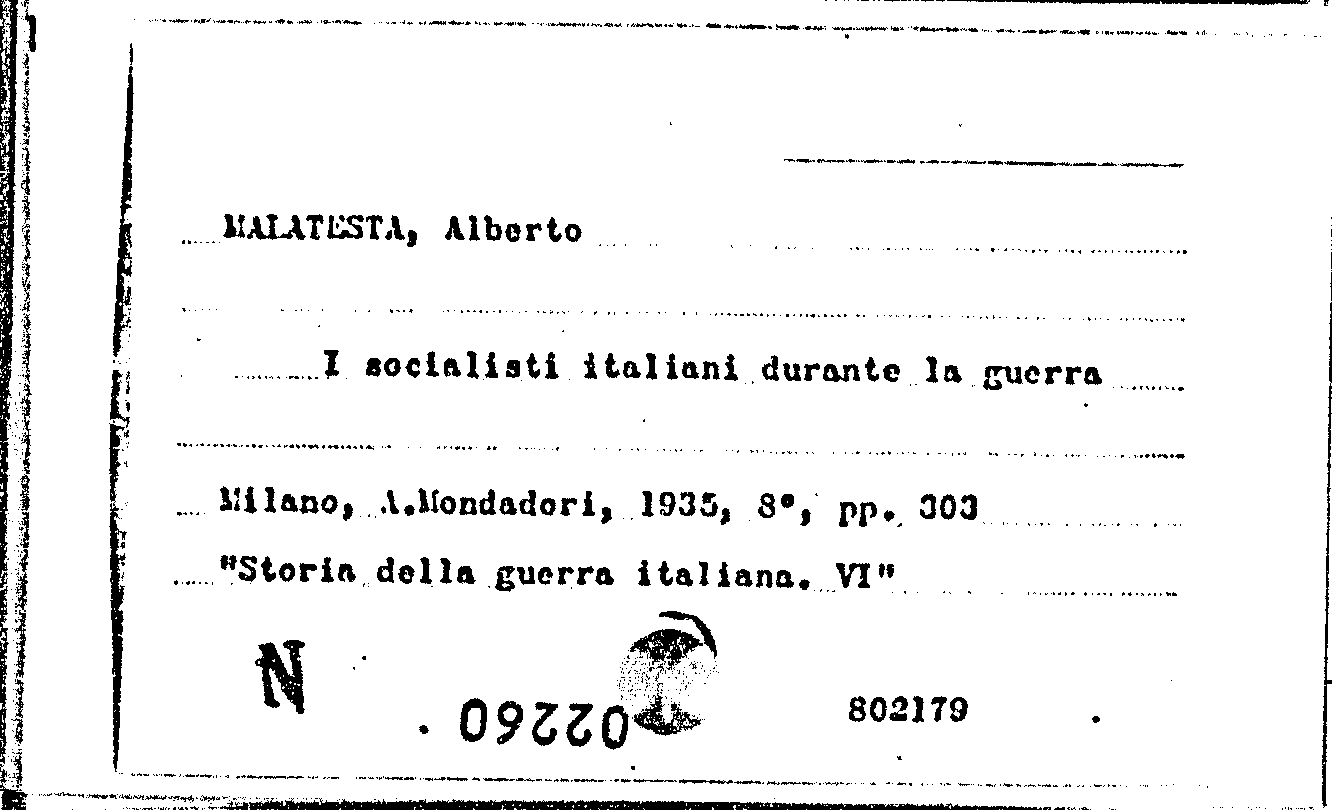 MALATESTA, Alberto
I socialisti italiani durante la guerra
Milano, A.Mondadori, 1935, 8°, pp. 303
"Storia della guerra italiana. VI"
N
02260
802179